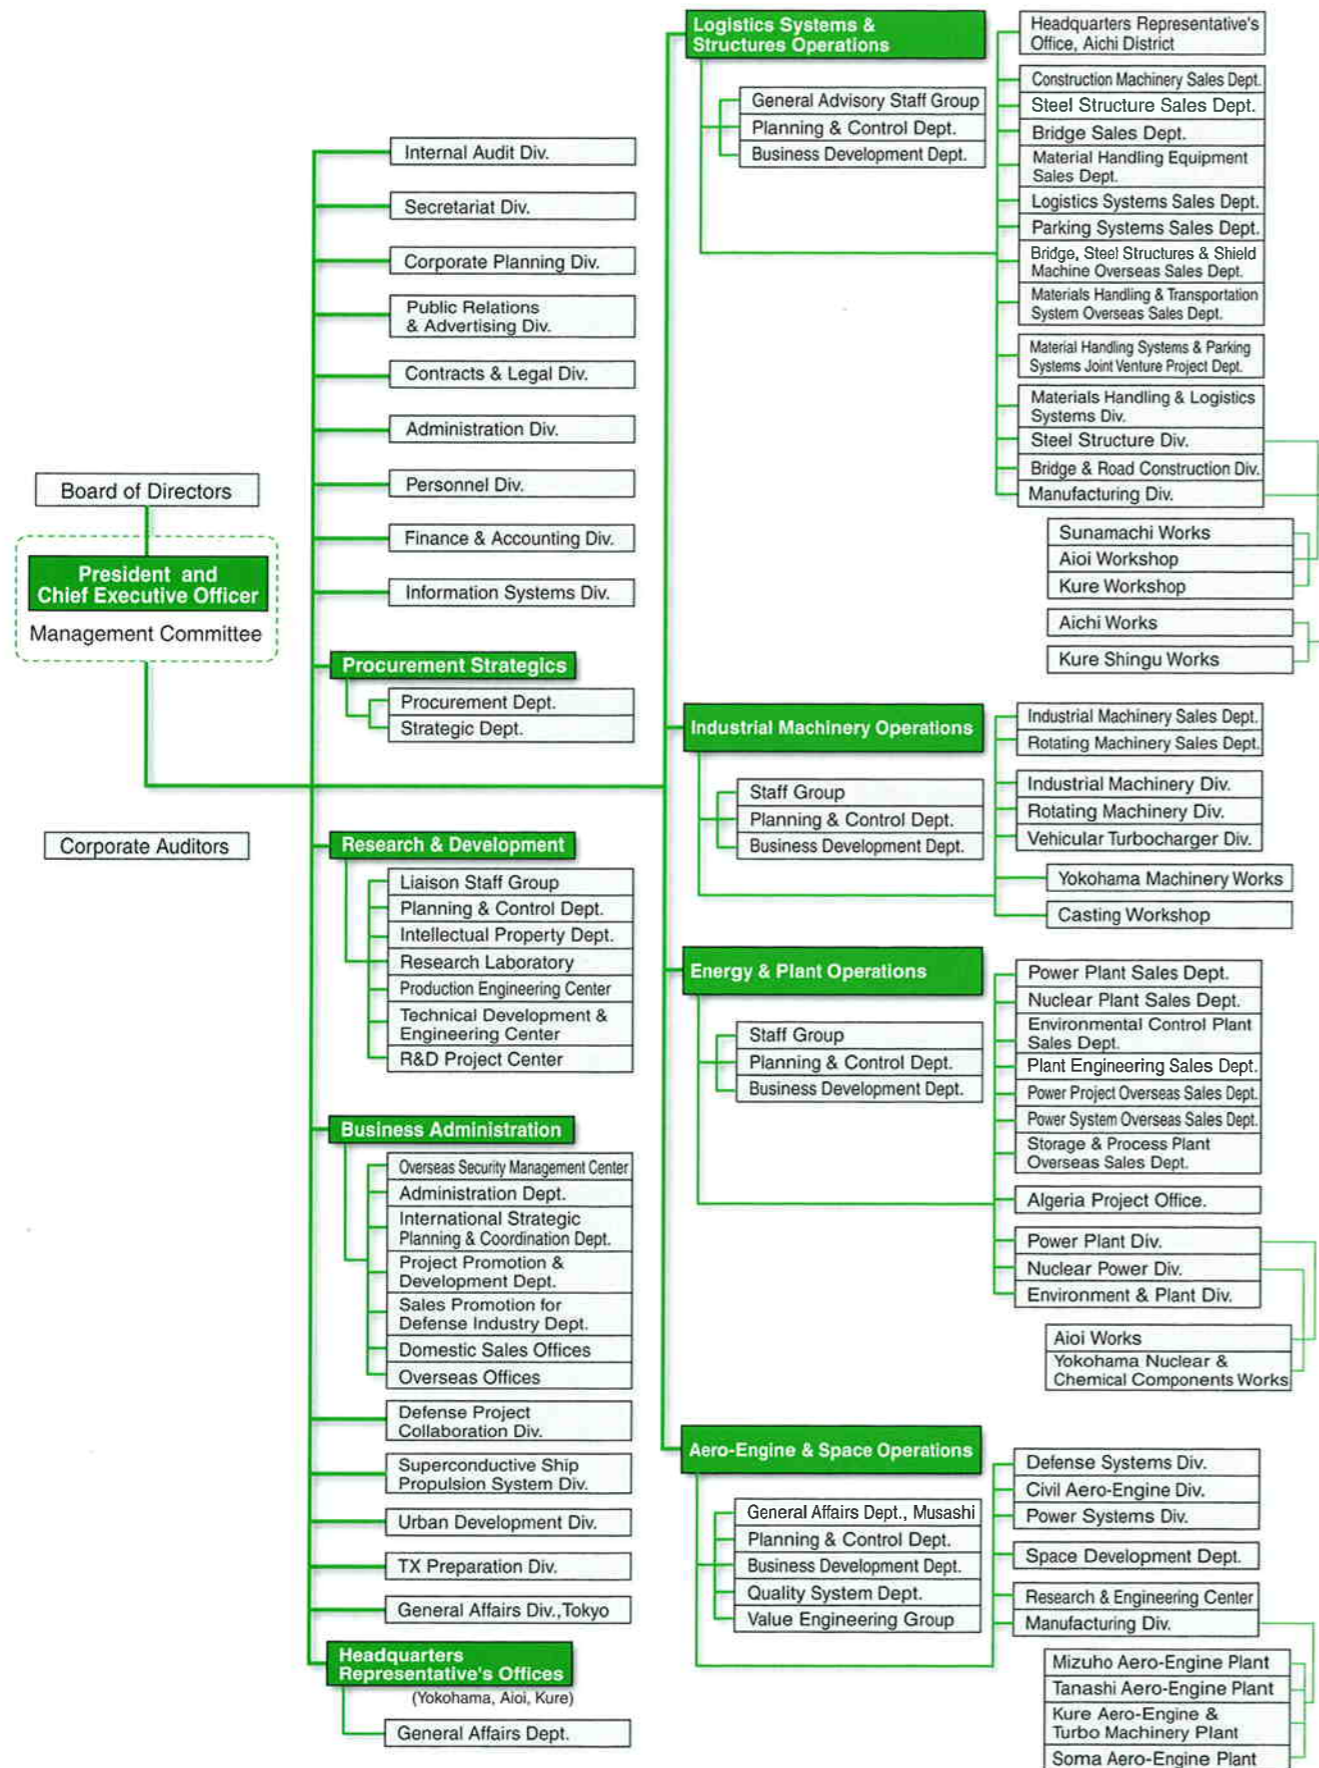 Board of Directors
President and
Chief Executive Officer
Management Committee
Corporate Auditors
Internal Audit Div.
Secretariat Div.
Corporate Planning Div.
Public Relations
& Advertising Div.
Contracts & Legal Div.
Administration Div.
Personnel Div.
Finance & Accounting Div.
Information Systems Div.
Procurement Strategics
Procurement Dept.
Strategic Dept.
Research & Development
Liaison Staff Group
Planning & Control Dept.
Intellectual Property Dept.
Research Laboratory
Production Engineering Center
Technical Development &
Engineering Center
R&D Project Center
Business Administration
Overseas Security Management Center
Administration Dept.
International Strategic
Planning & Coordination Dept.
Project Promotion &
Development Dept.
Sales Promotion for
Defense Industry Dept.
Domestic Sales Offices
Overseas Offices
Defense Project
Collaboration Div.
Superconductive Ship
Propulsion System Div.
Urban Development Div.
TX Preparation Div.
General Affairs Div.,Tokyo
Headquarters
Representative's Offices
(Yokohama, Aioi, Kure)
General Affairs Dept.
Logistics Systems &
Structures Operations
General Advisory Staff Group
Planning & Control Dept.
Business Development Dept.
Headquarters Representative's
Office, Aichi District
Construction Machinery Sales Dept.
Steel Structure Sales Dept.
Bridge Sales Dept.
Material Handling Equipment
Sales Dept.
Logistics Systems Sales Dept.
Parking Systems Sales Dept.
Bridge, Steel Structures & Shield
Machine Overseas Sales Dept.
Materials Handling & Transportation
System Overseas Sales Dept.
Material Handling Systems & Parking
Systems Joint Venture Project Dept.
Materials Handling & Logistics
Systems Div.
Steel Structure Div.
Bridge & Road Construction Div.
Manufacturing Div.
Sunamachi Works
Aioi Workshop
Kure Workshop
Aichi Works
Kure Shingu Works
Industrial Machinery Operations
Staff Group
Planning & Control Dept.
Business Development Dept.
Industrial Machinery Sales Dept.
Rotating Machinery Sales Dept.
Industrial Machinery Div.
Rotating Machinery Div.
Vehicular Turbocharger Div.
Yokohama Machinery Works
Casting Workshop
Energy & Plant Operations
Staff Group
Planning & Control Dept.
Business Development Dept.
Power Plant Sales Dept.
Nuclear Plant Sales Dept.
Environmental Control Plant
Sales Dept.
Plant Engineering Sales Dept.
Power Project Overseas Sales Dept.
Power System Overseas Sales Dept.
Storage & Process Plant
Overseas Sales Dept.
Algeria Project Office.
Power Plant Div.
Nuclear Power Div.
Environment & Plant Div.
Aioi Works
Yokohama Nuclear &
Chemical Components Works
Aero-Engine & Space Operations
General Affairs Dept., Musashi
Planning & Control Dept.
Business Development Dept.
Quality System Dept.
Value Engineering Group
Defense Systems Div.
Civil Aero-Engine Div.
Power Systems Div.
Space Development Dept.
Research & Engineering Center
Manufacturing Div.
Mizuho Aero-Engine Plant
Tanashi Aero-Engine Plant
Kure Aero-Engine &
Turbo Machinery Plant
Soma Aero-Engine Plant